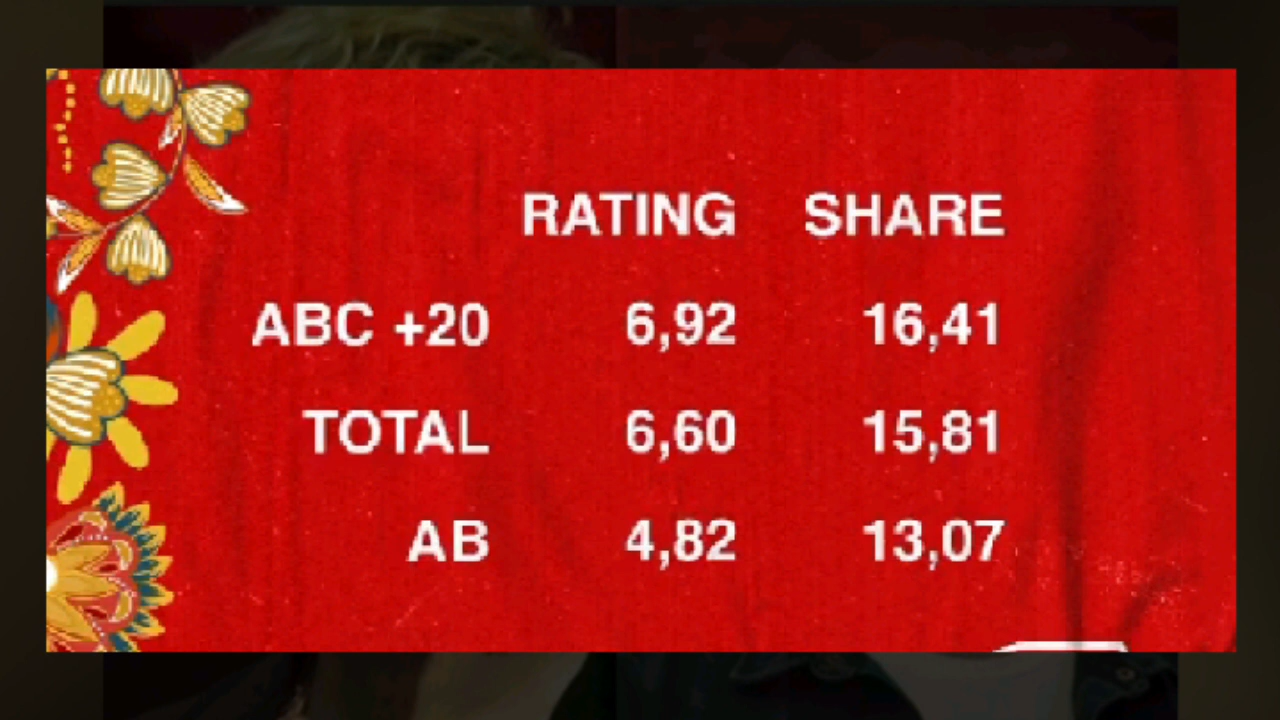 RATING SHARE
ABC +20 6,92 16,41
TOTAL 6,60 15,81
AB 4,82 13,07